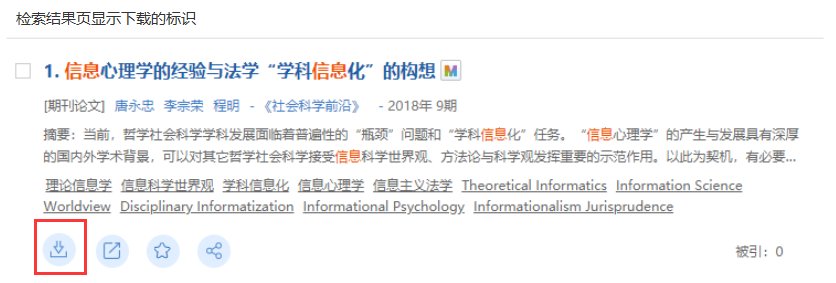 检索结果页显示下载的标识
1. 信息心理学的经验与法学“学科信息化”的构想 M
[期刊论文] 唐永忠 李宗荣 程明 - 《社会科学前沿》 - 2018年 9期
摘要：当前，哲学社会科学学科发展面临着普遍性的“瓶颈”问题和“学科信息化”任务。“信息心理学”的产生与发展具有深厚
的国内外学术背景，可以对其它哲学社会科学接受信息科学世界观、方法论与科学观发挥重要的示范作用。以此为契机，有必要...
理论信息学 信息科学世界观 学科信息化 信息心理学 信息主义法学 Theoretical Informatics Information Science
Worldview Disciplinary Informatization Informational Psychology Informationalism Jurisprudence
被引：0